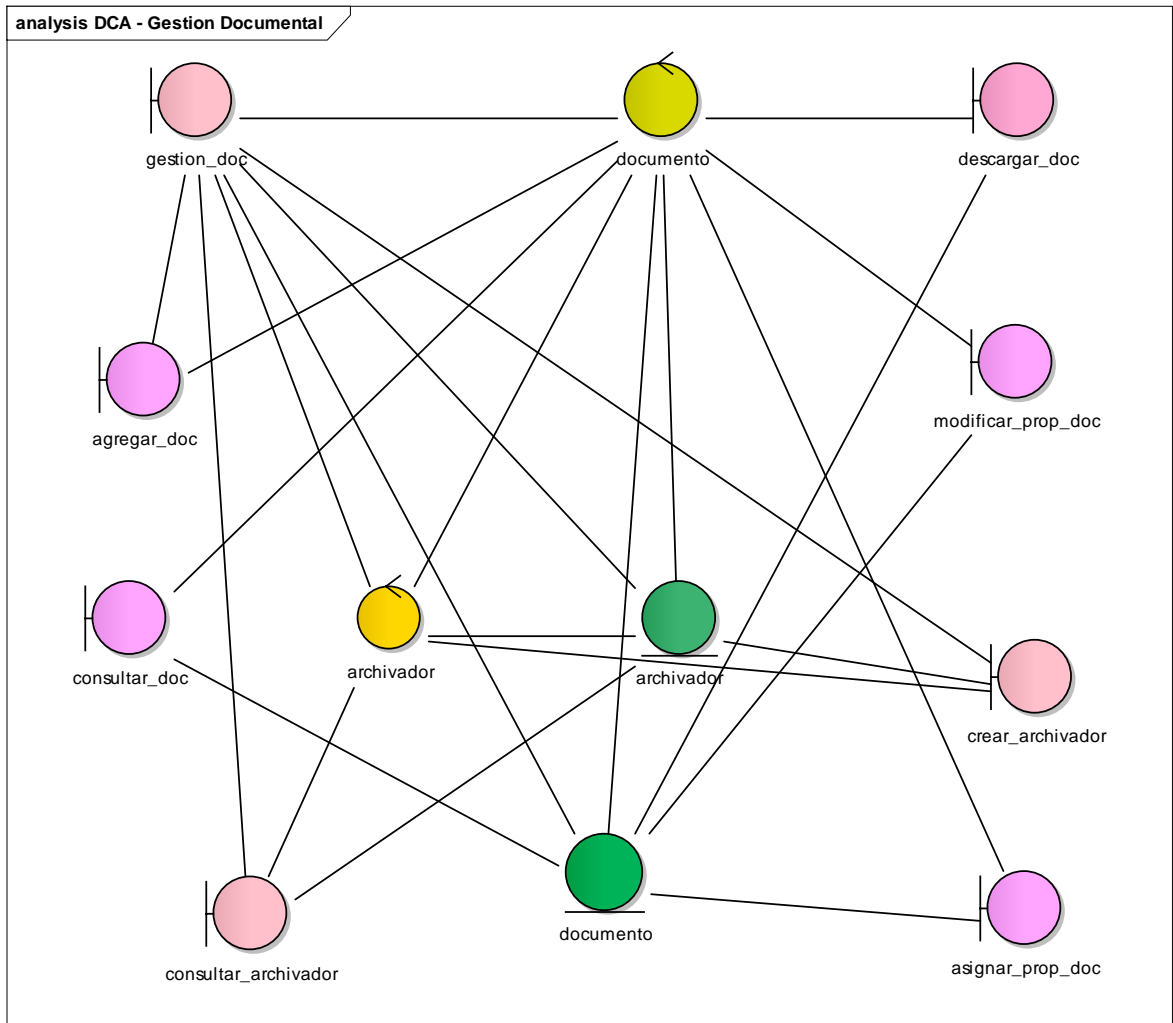 analysis DCA - Gestion Documental
gestion_doc
documento
descargar_doc
agregar_doc
modificar_prop_doc
consultar_doc
archivador
archivador
crear_archivador
documento
consultar_archivador
asignar_prop_doc